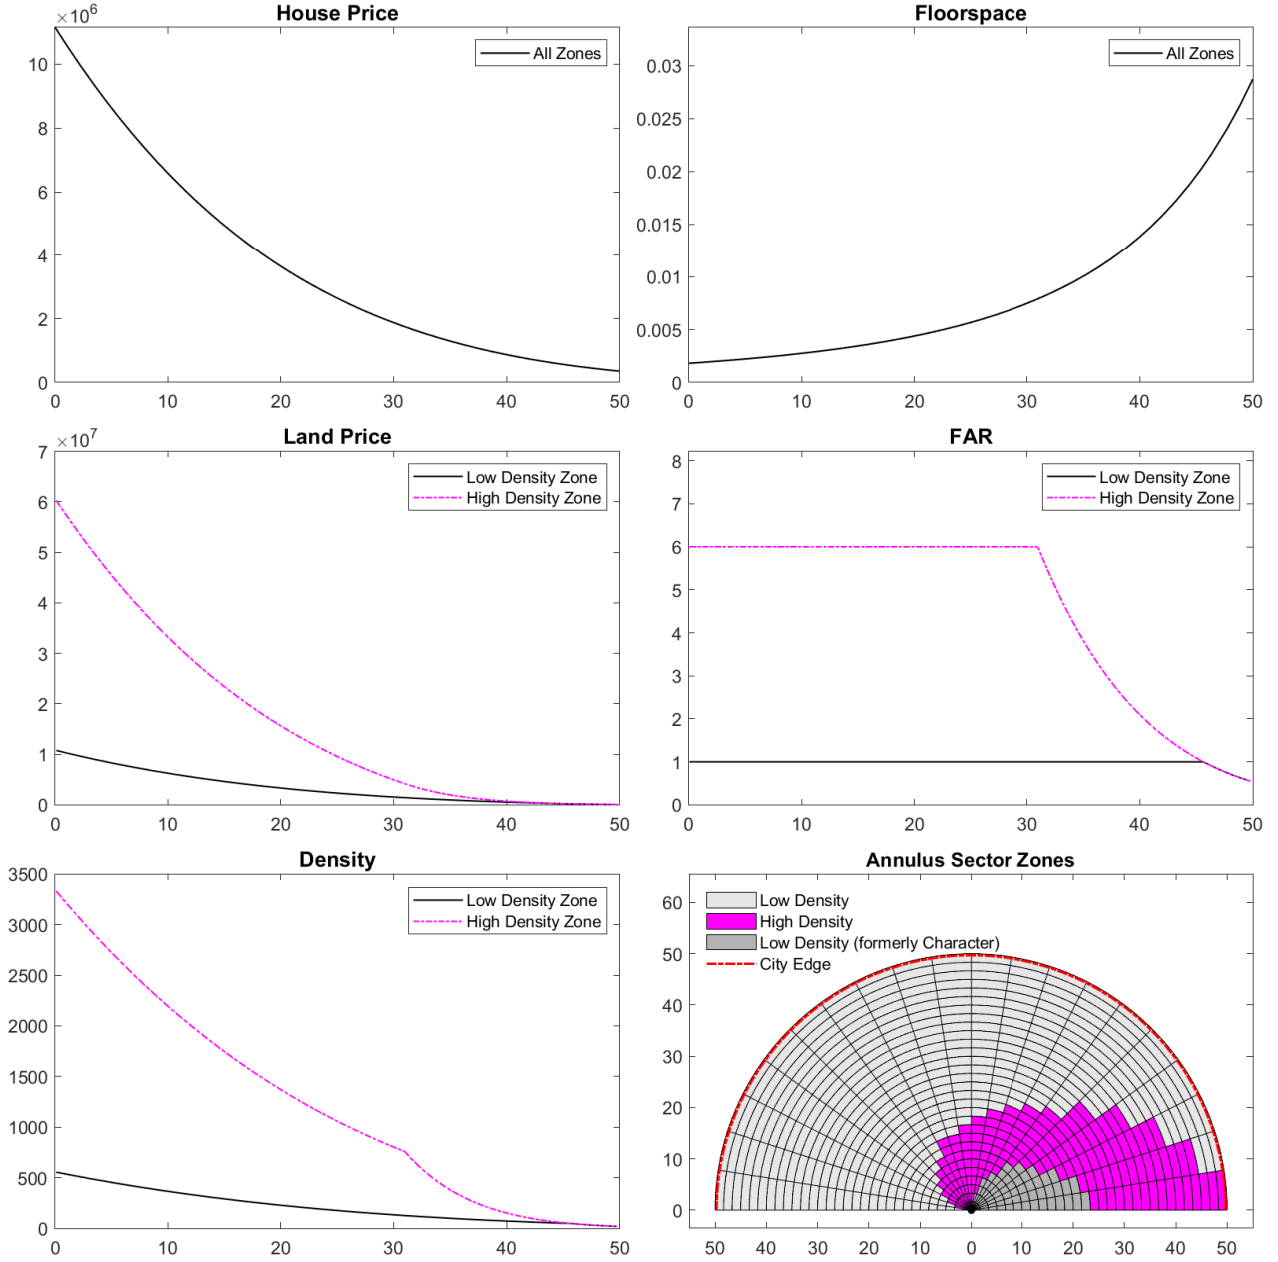 House Price
×10^6
All Zones
10
8
6
4
2
0
0 10 20 30 40 50
Floorspace
All Zones
0.03
0.025
0.02
0.015
0.01
0.005
0
0 10 20 30 40 50
Land Price
×10^7
Low Density Zone
High Density Zone
7
6
5
4
3
2
1
0
0 10 20 30 40 50
FAR
Low Density Zone
High Density Zone
8
7
6
5
4
3
2
1
0
0 10 20 30 40 50
Density
Low Density Zone
High Density Zone
3500
3000
2500
2000
1500
1000
500
0
0 10 20 30 40 50
Annulus Sector Zones
Low Density
High Density
Low Density (formerly Character)
City Edge
60
50
40
30
20
10
0
50 40 30 20 10 0 10 20 30 40 50